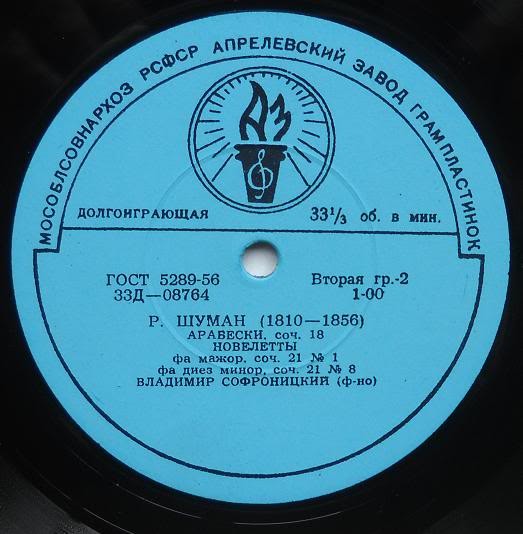 МОСОБЛСОВНАРХОЗ РСФСР АПРЕЛЕВСКИЙ ЗАВОД ГРАМПЛАСТИНОК
АЗ
ДОЛГОИГРАЮЩАЯ 33 1/3 об. в мин.
ГОСТ 5289-56 Вторая гр.-2
33Д—08764 1-00
Р. ШУМАН (1810—1856)
АРАБЕСКИ, соч. 18
НОВЕЛЕТТЫ
фа мажор, соч. 21 № 1
фа диез минор, соч. 21 № 8
ВЛАДИМИР СОФРОНИЦКИЙ (ф-но)